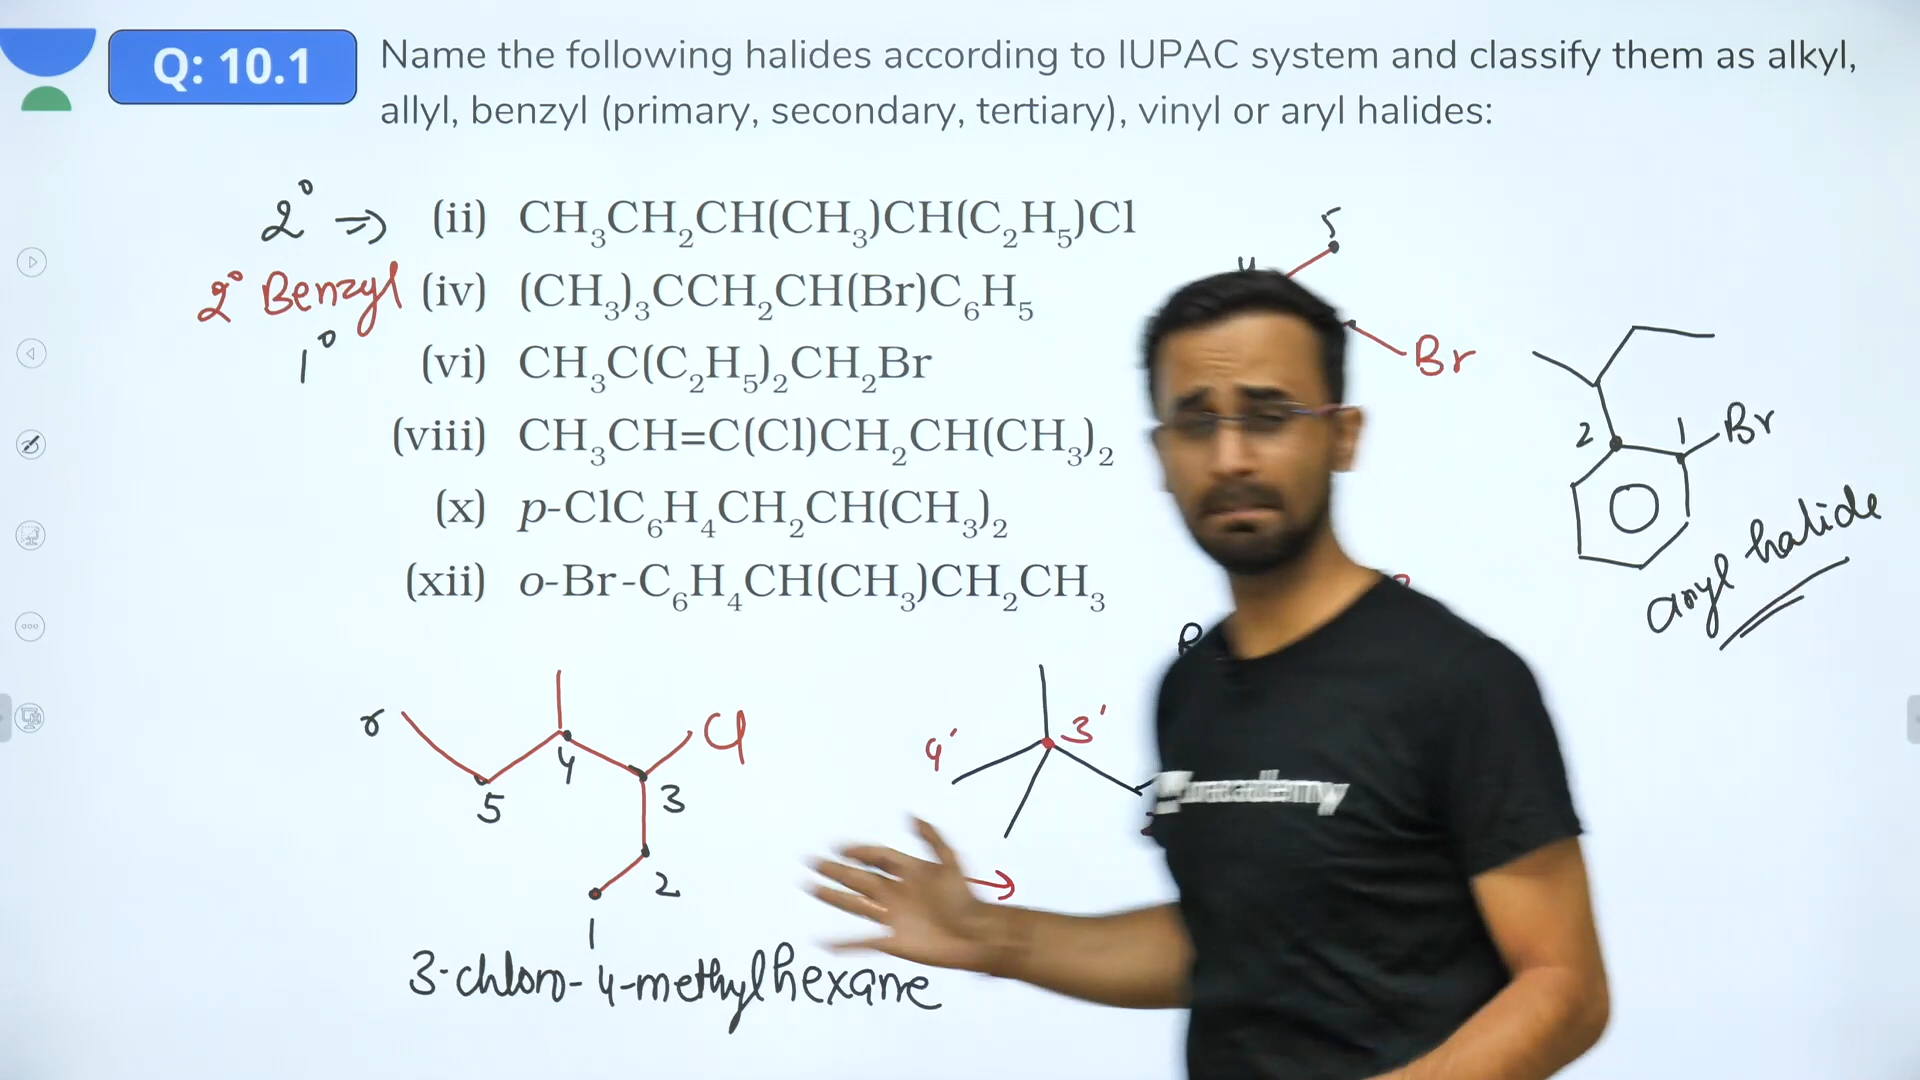 Q: 10.1
Name the following halides according to IUPAC system and classify them as alkyl,
allyl, benzyl (primary, secondary, tertiary), vinyl or aryl halides:
2° ⇒ (ii) CH₃CH₂CH(CH₃)CH(C₂H₅)Cl
2° Benzyl (iv) (CH₃)₃CCH₂CH(Br)C₆H₅
1° (vi) CH₃C(C₂H₅)₂CH₂Br
(viii) CH₃CH=C(Cl)CH₂CH(CH₃)₂
(x) p-ClC₆H₄CH₂CH(CH₃)₂
(xii) o-Br-C₆H₄CH(CH₃)CH₂CH₃
5
4
Br
2
1
Br
aryl halide
Cl
5
4
3
2
1
3-chloro-4-methylhexane
4'
3'